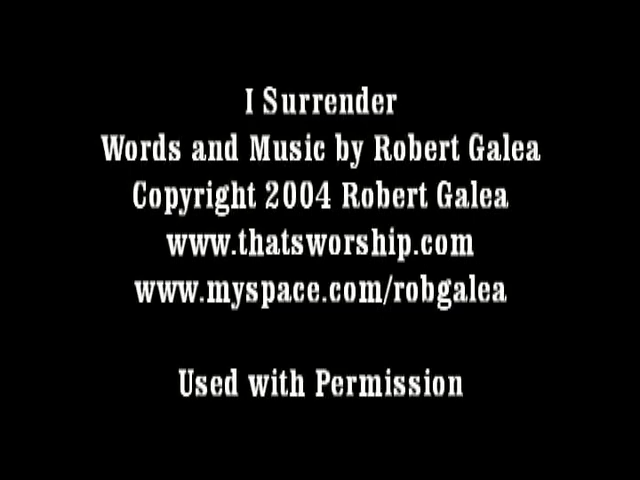 I Surrender
Words and Music by Robert Galea
Copyright 2004 Robert Galea
www.thatsworship.com
www.myspace.com/robgalea
Used with Permission